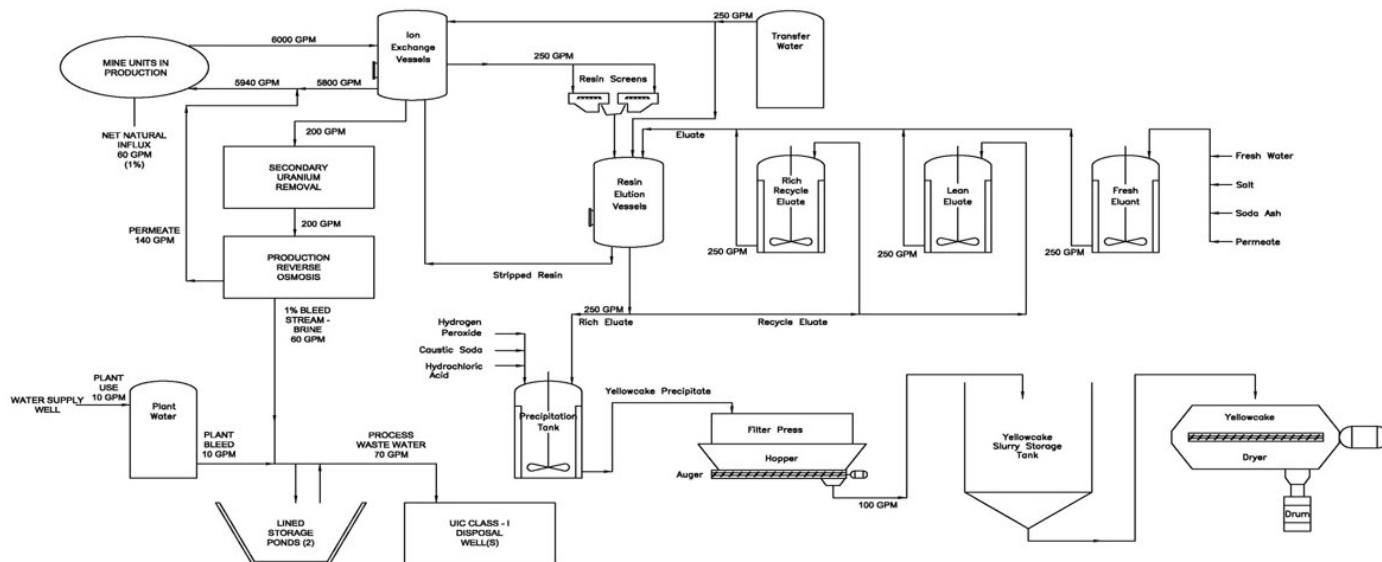 250 GPM
Ion
Exchange
Vessels
Transfer
Water
6000 GPM
MINE UNITS IN
PRODUCTION
250 GPM
5940 GPM
5800 GPM
Resin Screens
NET NATURAL
INFLUX
60 GPM
(1%)
200 GPM
SECONDARY
URANIUM
REMOVAL
200 GPM
PERMEATE
140 GPM
PRODUCTION
REVERSE
OSMOSIS
Eluate
Resin
Elution
Vessels
Rich
Recycle
Eluate
Lean
Eluate
Fresh
Eluant
Fresh Water
Salt
Soda Ash
Permeate
250 GPM
250 GPM
250 GPM
Stripped Resin
1% BLEED
STREAM -
BRINE
60 GPM
250 GPM
Rich Eluate
Recycle Eluate
Hydrogen
Peroxide
Caustic Soda
Hydrochloric
Acid
WATER SUPPLY
WELL
PLANT
USE
10 GPM
Plant
Water
PLANT
BLEED
10 GPM
PROCESS
WASTE WATER
70 GPM
LINED
STORAGE
PONDS (2)
UIC CLASS - I
DISPOSAL
WELL(S)
Precipitation
Tank
Yellowcake Precipitate
Filter Press
Hopper
Auger
100 GPM
Yellowcake
Slurry Storage
Tank
Yellowcake
Dryer
Drum